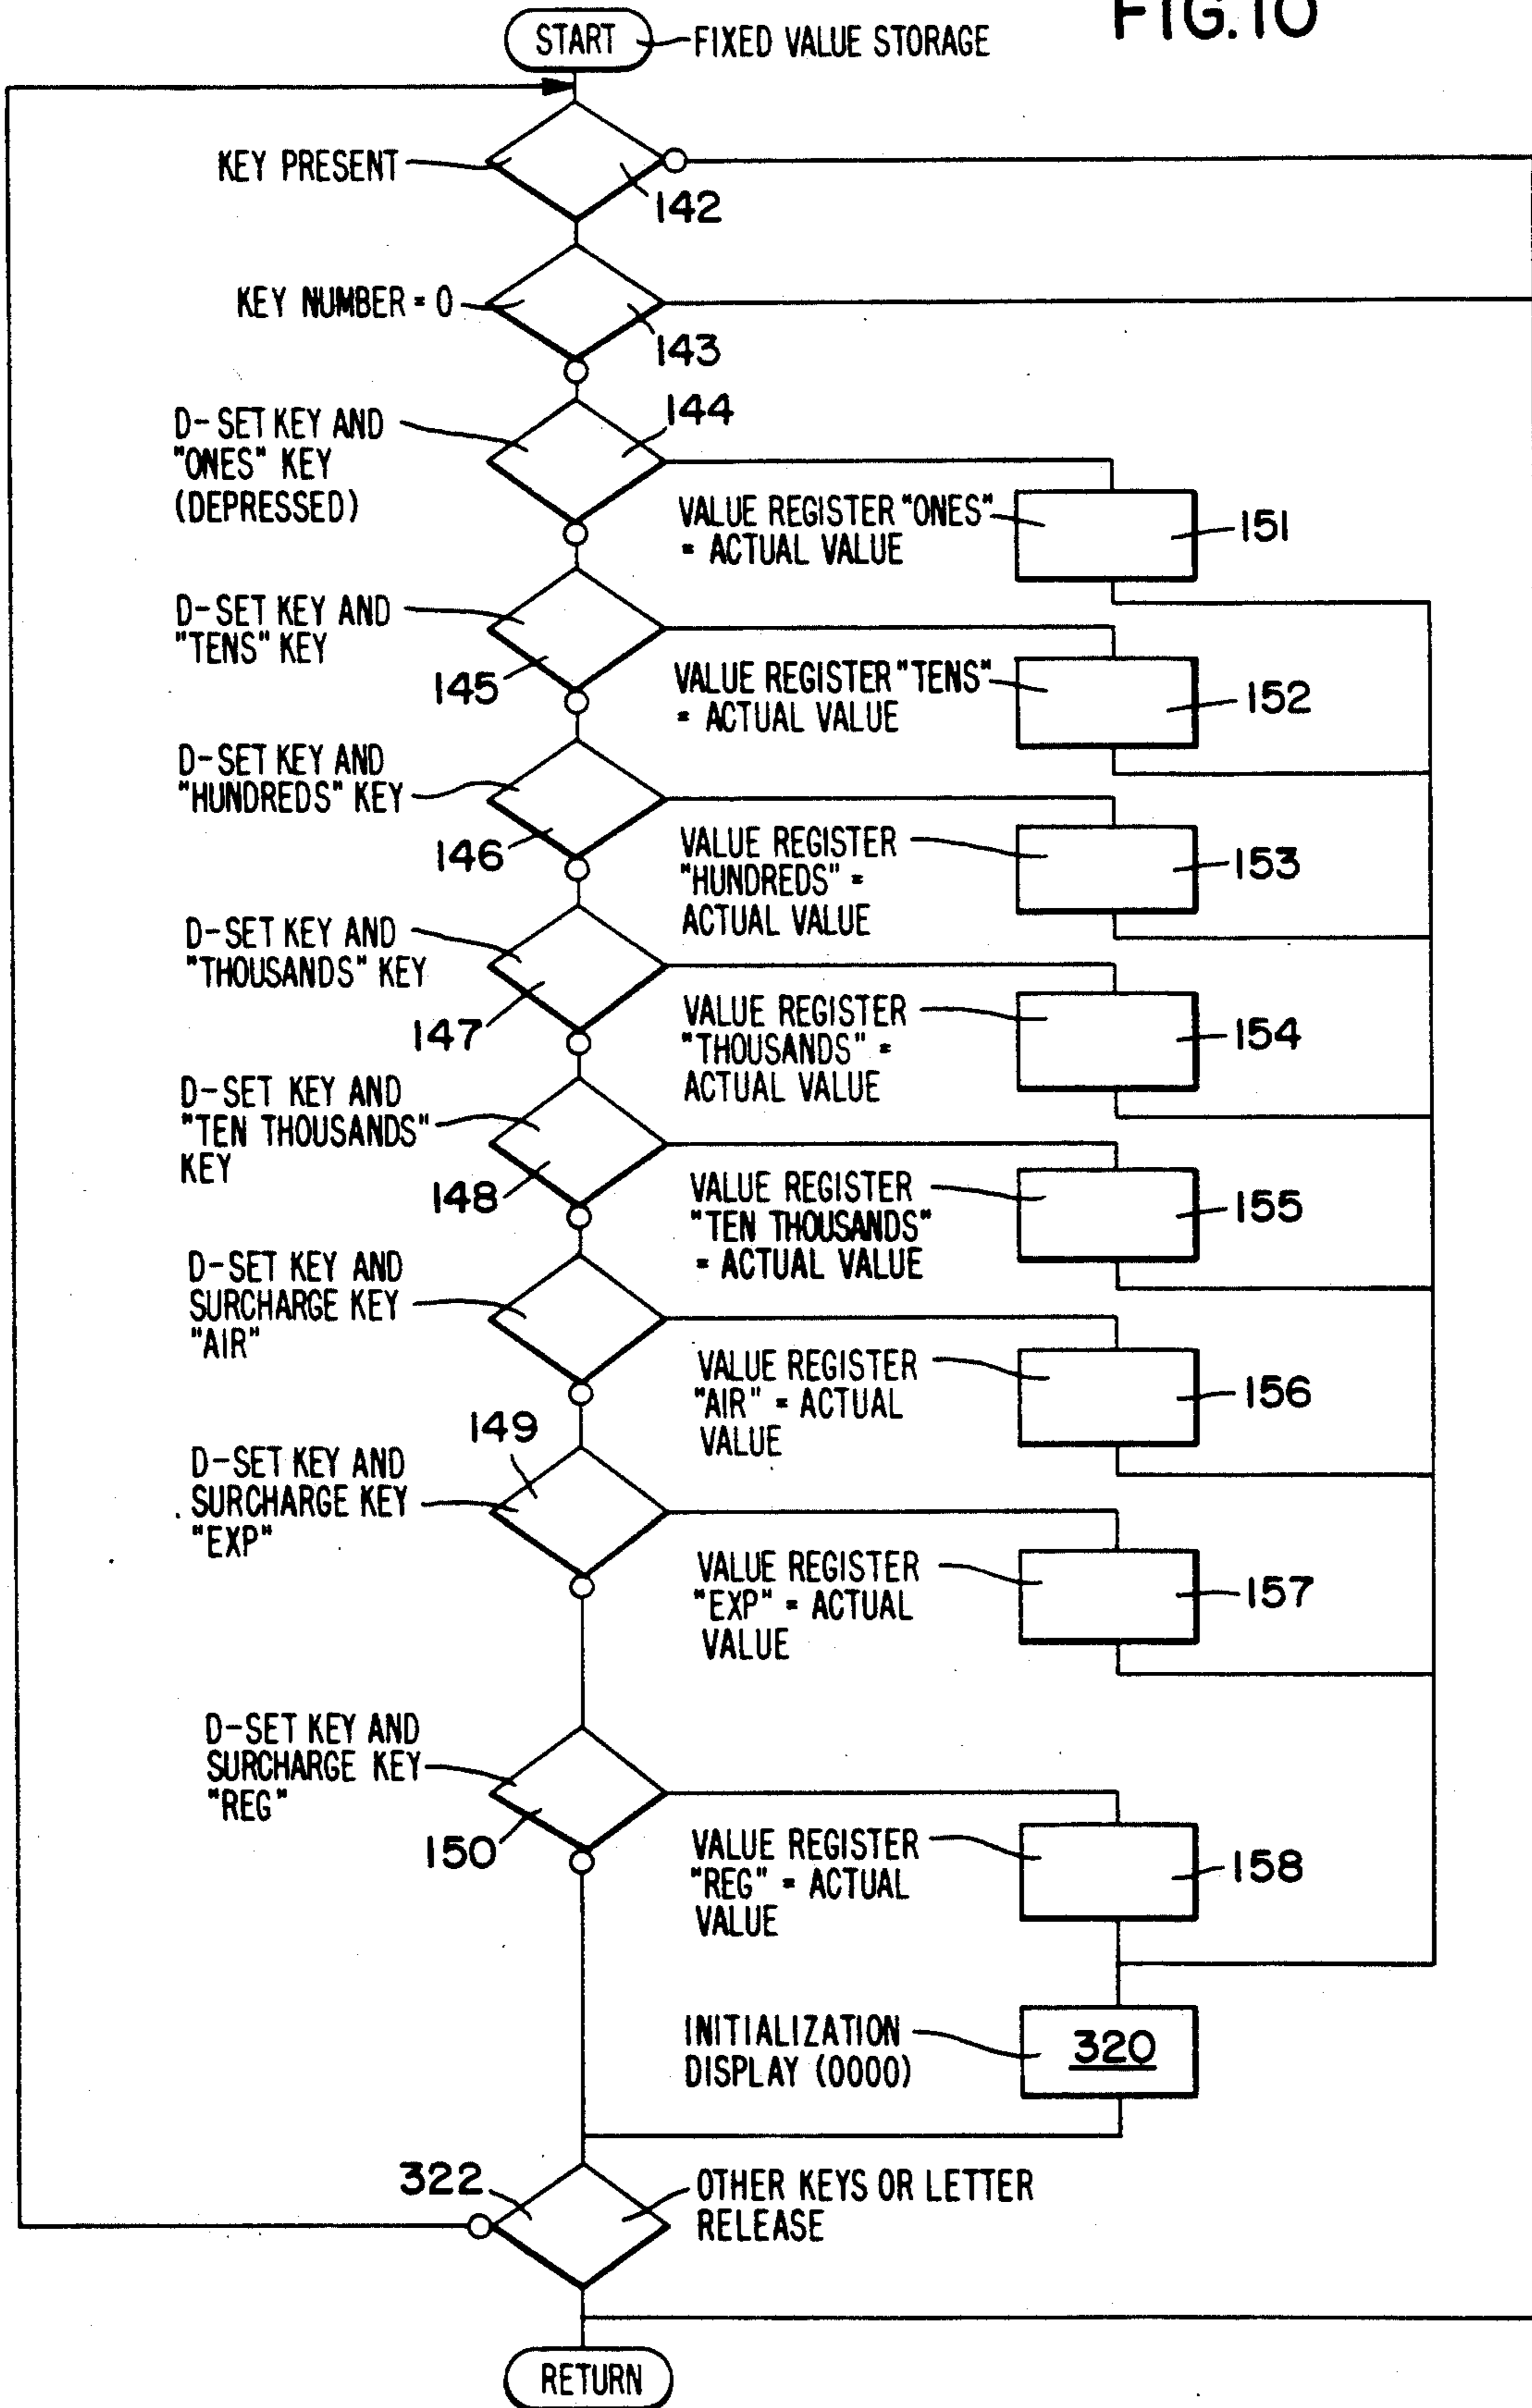 FIG.10
START
FIXED VALUE STORAGE
KEY PRESENT
142
KEY NUMBER = 0
143
D-SET KEY AND
"ONES" KEY
(DEPRESSED)
144
VALUE REGISTER "ONES"
= ACTUAL VALUE
151
D-SET KEY AND
"TENS" KEY
145
VALUE REGISTER "TENS"
= ACTUAL VALUE
152
D-SET KEY AND
"HUNDREDS" KEY
146
VALUE REGISTER
"HUNDREDS" =
ACTUAL VALUE
153
D-SET KEY AND
"THOUSANDS" KEY
147
VALUE REGISTER
"THOUSANDS" =
ACTUAL VALUE
154
D-SET KEY AND
"TEN THOUSANDS"
KEY
148
VALUE REGISTER
"TEN THOUSANDS"
= ACTUAL VALUE
155
D-SET KEY AND
SURCHARGE KEY
"AIR"
VALUE REGISTER
"AIR" = ACTUAL
VALUE
156
149
D-SET KEY AND
SURCHARGE KEY
"EXP"
VALUE REGISTER
"EXP" = ACTUAL
VALUE
157
D-SET KEY AND
SURCHARGE KEY
"REG"
150
VALUE REGISTER
"REG" = ACTUAL
VALUE
158
INITIALIZATION
DISPLAY (0000)
320
322
OTHER KEYS OR LETTER
RELEASE
RETURN